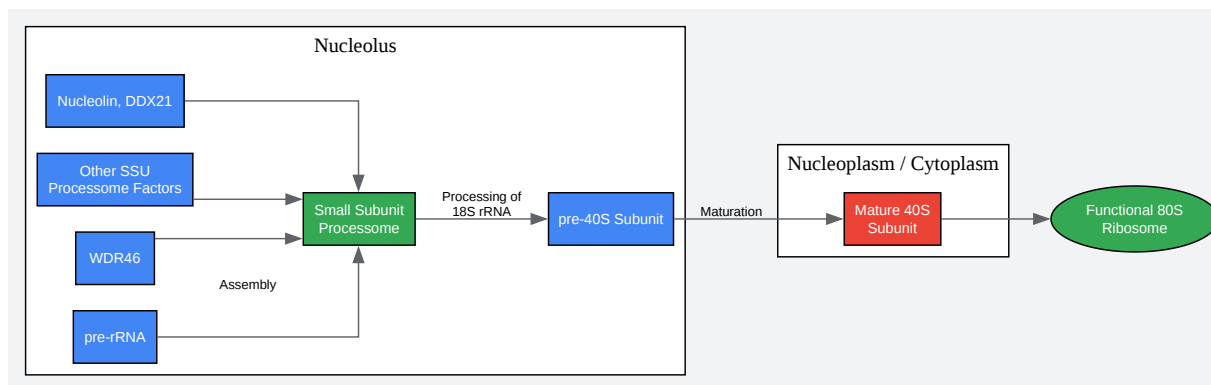 Nucleolus
Nucleolin, DDX21
Other SSU
Processome Factors
WDR46
pre-rRNA
Assembly
Small Subunit
Processome
Processing of
18S rRNA
pre-40S Subunit
Maturation
Nucleoplasm / Cytoplasm
Mature 40S
Subunit
Functional 80S
Ribosome